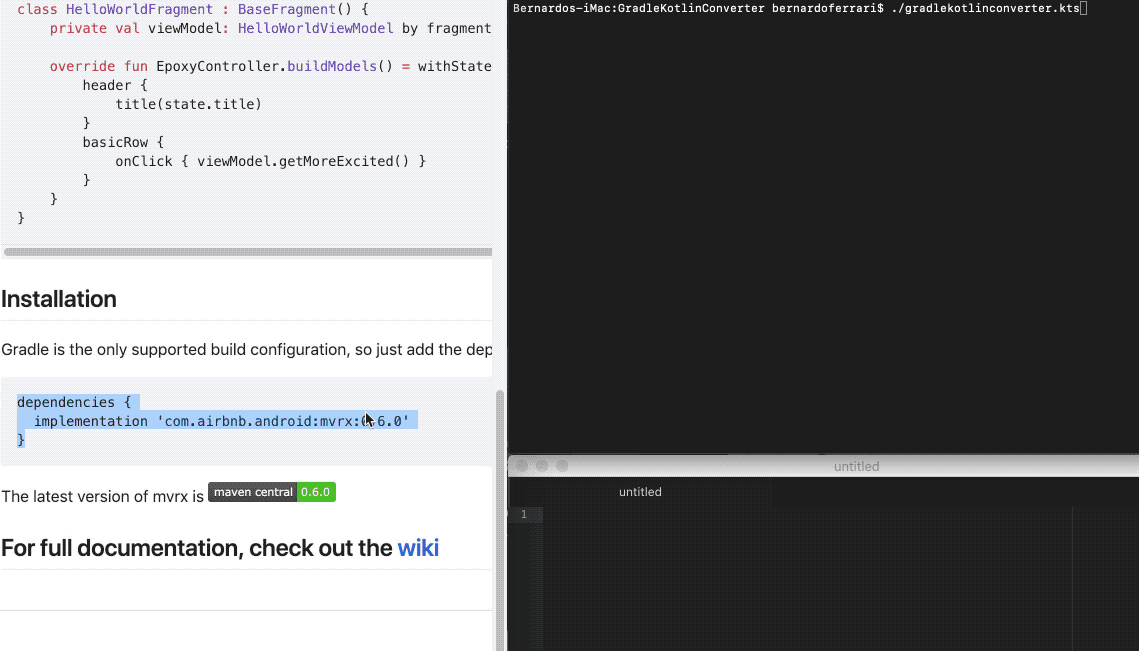 class HelloWorldFragment : BaseFragment() {
    private val viewModel: HelloWorldViewModel by fragment
    override fun EpoxyController.buildModels() = withState
        header {
            title(state.title)
        }
        basicRow {
            onClick { viewModel.getMoreExcited() }
        }
    }
}
Installation
Gradle is the only supported build configuration, so just add the dep
dependencies {
  implementation 'com.airbnb.android:mvrx:0.6.0'
}
The latest version of mvrx is maven central 0.6.0
For full documentation, check out the wiki
Bernardos-iMac:GradleKotlinConverter bernardoferrari$ ./gradlekotlinconverter.kts
untitled
untitled
1